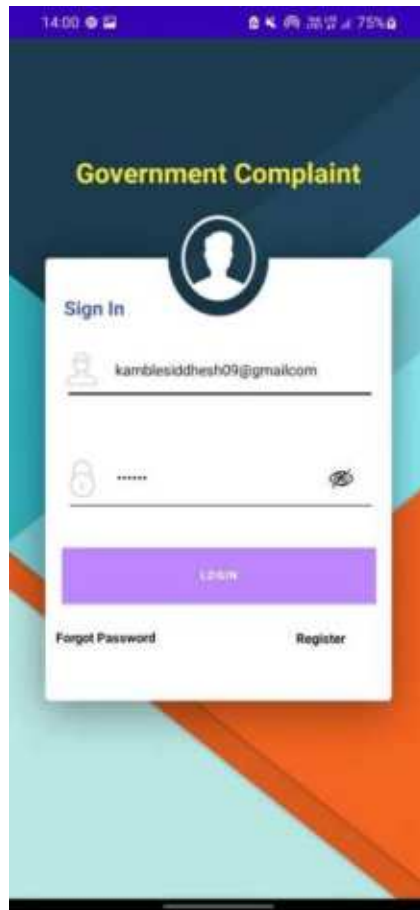 14:00 75%
Government Complaint
Sign In
kamblesiddhesh09@gmailcom
••••••
LOGIN
Forgot Password
Register